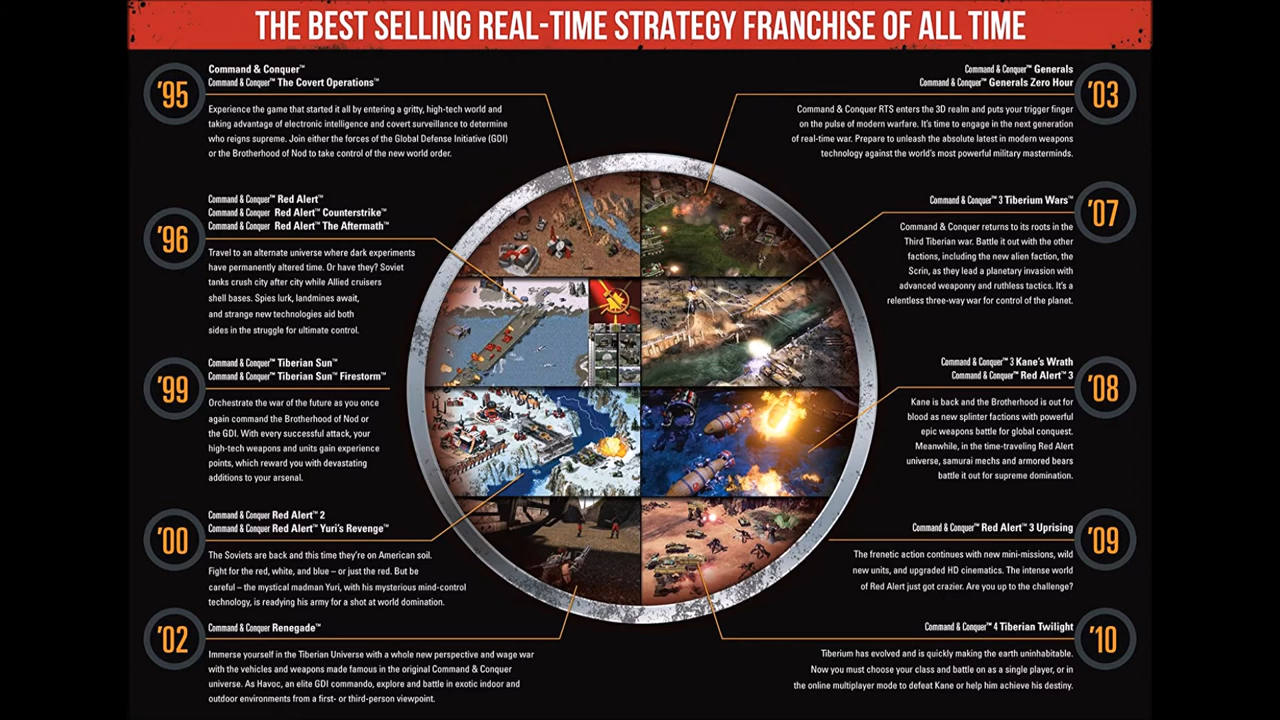 THE BEST SELLING REAL-TIME STRATEGY FRANCHISE OF ALL TIME
'95
Command & Conquer™
Command & Conquer™ The Covert Operations™
Experience the game that started it all by entering a gritty, high-tech world and
taking advantage of electronic intelligence and covert surveillance to determine
who reigns supreme. Join either the forces of the Global Defense Initiative (GDI)
or the Brotherhood of Nod to take control of the new world order.
'96
Command & Conquer™ Red Alert™
Command & Conquer Red Alert™ Counterstrike™
Command & Conquer Red Alert™ The Aftermath™
Travel to an alternate universe where dark experiments
have permanently altered time. Or have they? Soviet
tanks crush city after city while Allied cruisers
shell bases. Spies lurk, landmines await,
and strange new technologies aid both
sides in the struggle for ultimate control.
'99
Command & Conquer™ Tiberian Sun™
Command & Conquer™ Tiberian Sun™ Firestorm™
Orchestrate the war of the future as you once
again command the Brotherhood of Nod or
the GDI. With every successful attack, your
high-tech weapons and units gain experience
points, which reward you with devastating
additions to your arsenal.
'00
Command & Conquer Red Alert™ 2
Command & Conquer Red Alert™ Yuri's Revenge™
The Soviets are back and this time they're on American soil.
Fight for the red, white, and blue – or just the red. But be
careful – the mystical madman Yuri, with his mysterious mind-control
technology, is readying his army for a shot at world domination.
'02
Command & Conquer Renegade™
Immerse yourself in the Tiberian Universe with a whole new perspective and wage war
with the vehicles and weapons made famous in the original Command & Conquer
universe. As Havoc, an elite GDI commando, explore and battle in exotic indoor and
outdoor environments from a first- or third-person viewpoint.
'03
Command & Conquer™ Generals
Command & Conquer™ Generals Zero Hour
Command & Conquer RTS enters the 3D realm and puts your trigger finger
on the pulse of modern warfare. It's time to engage in the next generation
of real-time war. Prepare to unleash the absolute latest in modern weapons
technology against the world's most powerful military masterminds.
'07
Command & Conquer™ 3 Tiberium Wars™
Command & Conquer returns to its roots in the
Third Tiberian war. Battle it out with the other
factions, including the new alien faction, the
Scrin, as they lead a planetary invasion with
advanced weaponry and ruthless tactics. It's a
relentless three-way war for control of the planet.
'08
Command & Conquer™ 3 Kane's Wrath
Command & Conquer™ Red Alert™ 3
Kane is back and the Brotherhood is out for
blood as new splinter factions with powerful
epic weapons battle for global conquest.
Meanwhile, in the time-traveling Red Alert
universe, samurai mechs and armored bears
battle it out for supreme domination.
'09
Command & Conquer™ Red Alert™ 3 Uprising
The frenetic action continues with new mini-missions, wild
new units, and upgraded HD cinematics. The intense world
of Red Alert just got crazier. Are you up to the challenge?
'10
Command & Conquer™ 4 Tiberian Twilight
Tiberium has evolved and is quickly making the earth uninhabitable.
Now you must choose your class and battle on as a single player, or in
the online multiplayer mode to defeat Kane or help him achieve his destiny.